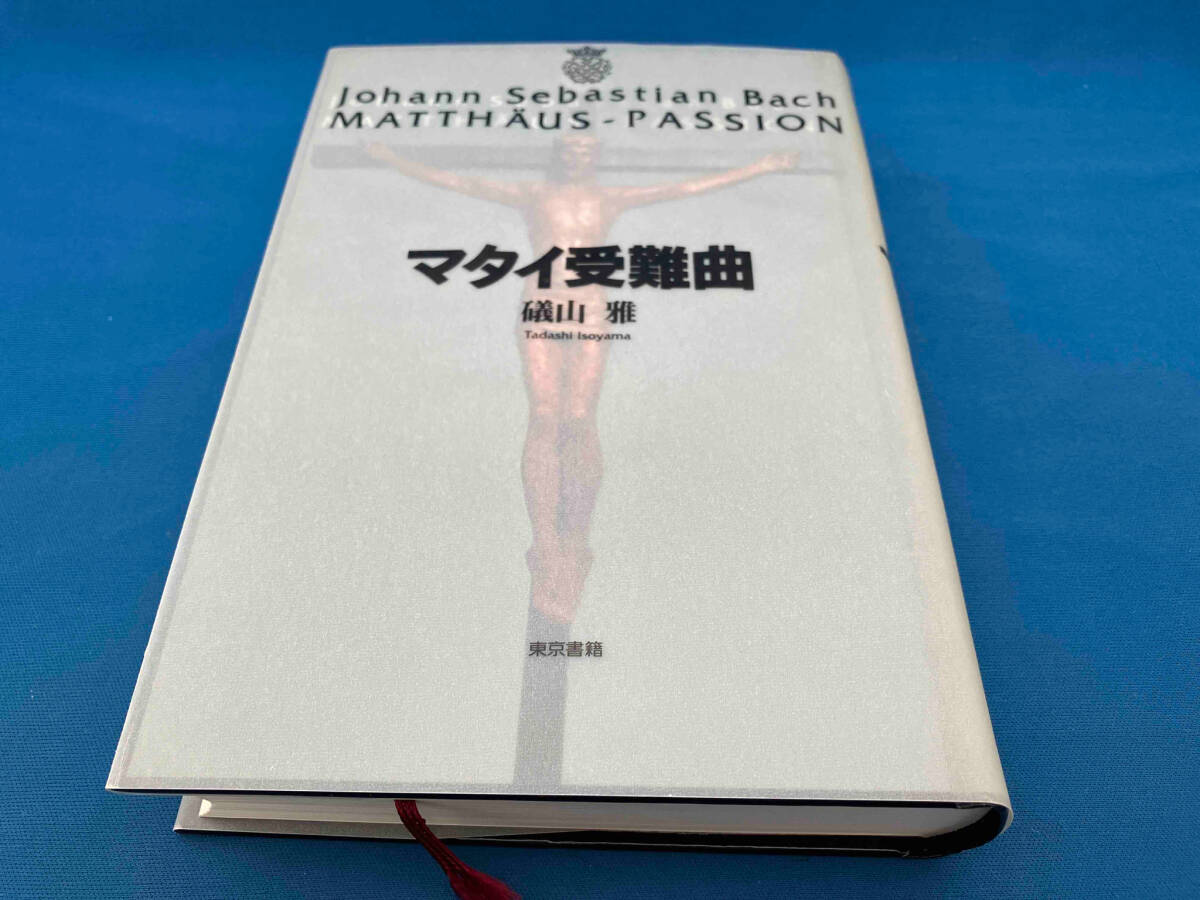 Johann Sebastian Bach
MATTHÄUS-PASSION
マタイ受難曲
礒山 雅
Tadashi Isoyama
東京書籍